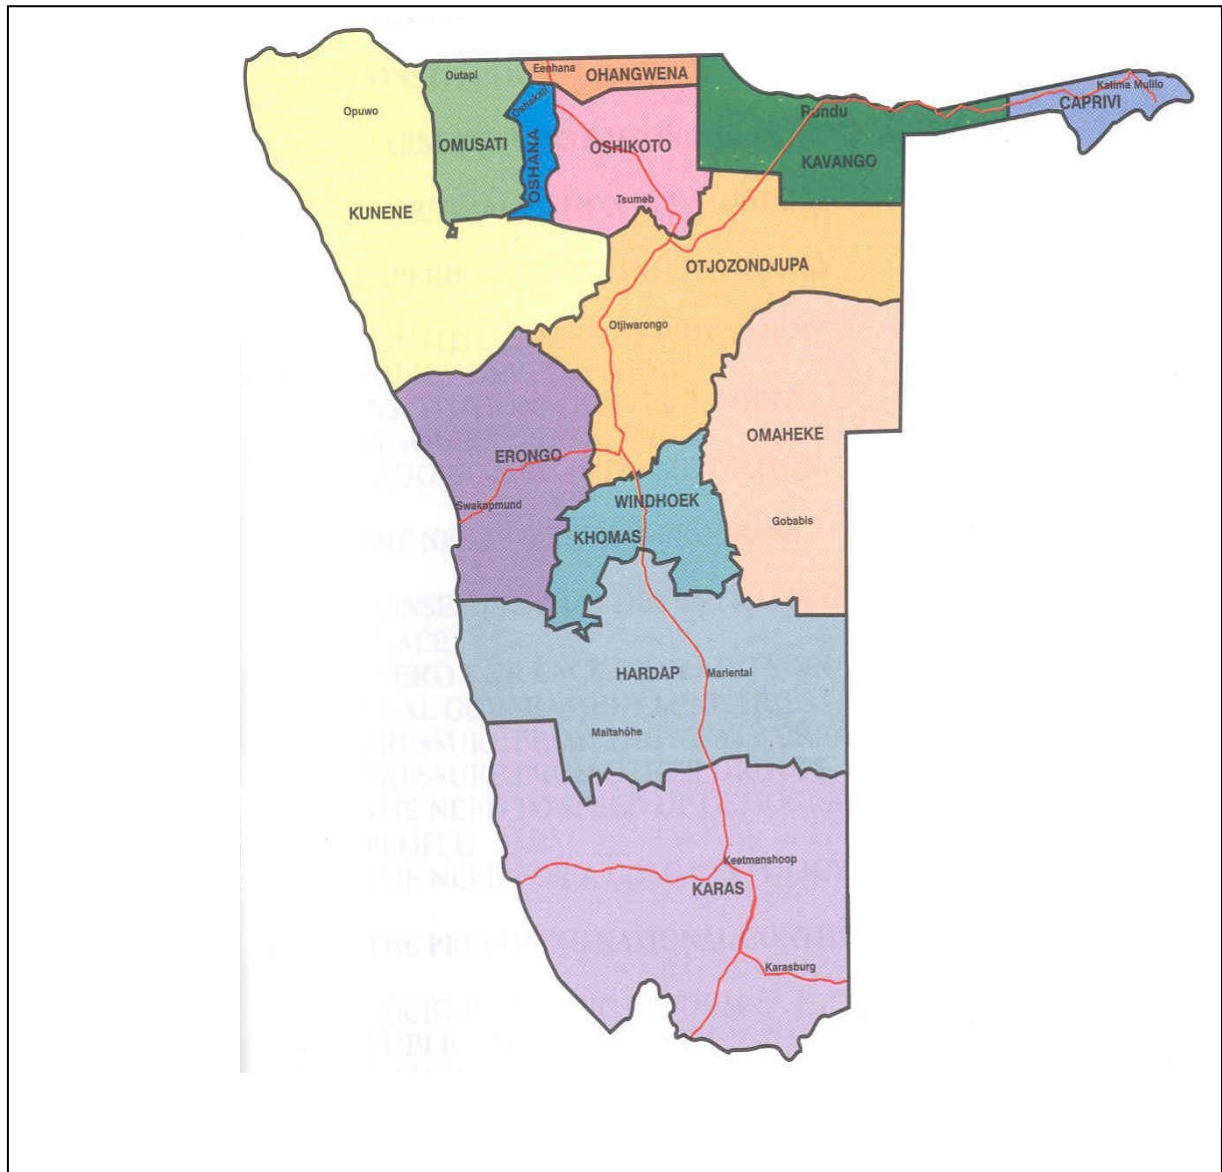 Outapi
Eenhana
OHANGWENA
Katima Mulilo
CAPRIVI
Opuwo
Oshakati
Rundu
OMUSATI
OSHIKOTO
OSHANA
KAVANGO
Tsumeb
KUNENE
OTJOZONDJUPA
Otjiwarongo
OMAHEKE
ERONGO
WINDHOEK
Swakopmund
Gobabis
KHOMAS
HARDAP
Mariental
Maltahöhe
Keetmanshoop
KARAS
Karasburg